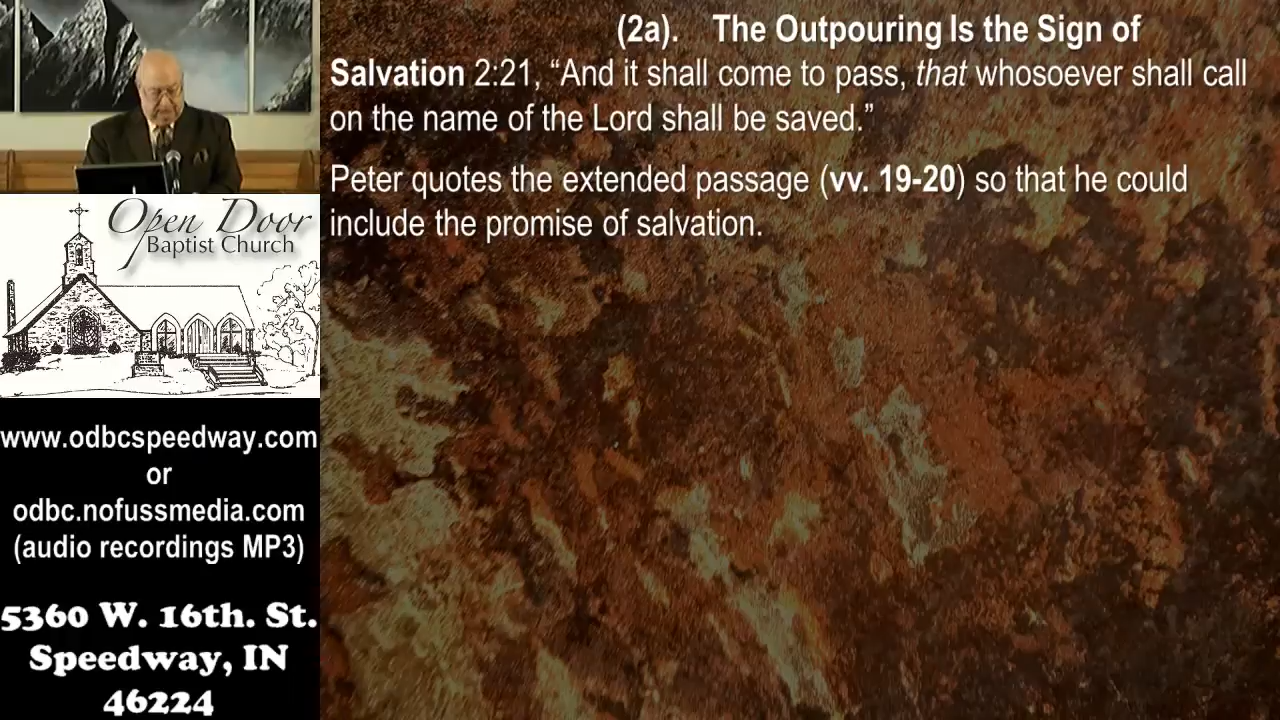 (2a). The Outpouring Is the Sign of
Salvation 2:21, “And it shall come to pass, that whosoever shall call
on the name of the Lord shall be saved.”
Peter quotes the extended passage (vv. 19-20) so that he could
include the promise of salvation.
Open Door
Baptist Church
www.odbcspeedway.com
or
odbc.nofussmedia.com
(audio recordings MP3)
5360 W. 16th. St.
Speedway, IN
46224